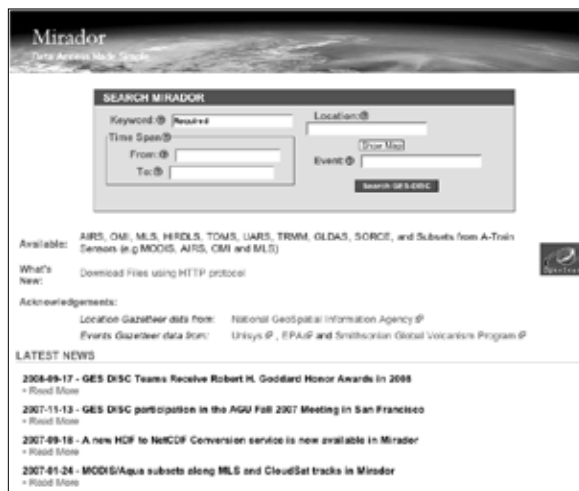 Mirador
Data Access Made Simple
SEARCH MIRADOR
Keyword: Required
Location:
Time Span
Show Map
From:
Event:
To:
Search GES-DISC
Available: AIRS, OMI, MLS, HIRDLS, TOMS, UARS, TRMM, GLDAS, SORCE, and Subsets from A-Train
Sensors (e.g MODIS, AIRS, OMI and MLS)
What's New: Download Files using HTTP protocol
Acknowledgements:
Location Gazetteer data from: National GeoSpatial Information Agency
Events Gazetteer data from: Unisys, EPA and Smithsonian Global Volcanism Program
LATEST NEWS
2008-09-17 - GES DISC Teams Receive Robert H. Goddard Honor Awards in 2008
+ Read More
2007-11-13 - GES DISC participation in the AGU Fall 2007 Meeting in San Francisco
+ Read More
2007-09-18 - A new HDF to NetCDF Conversion service is now available in Mirador
+ Read More
2007-01-24 - MODIS/Aqua subsets along MLS and CloudSat tracks in Mirador
+ Read More